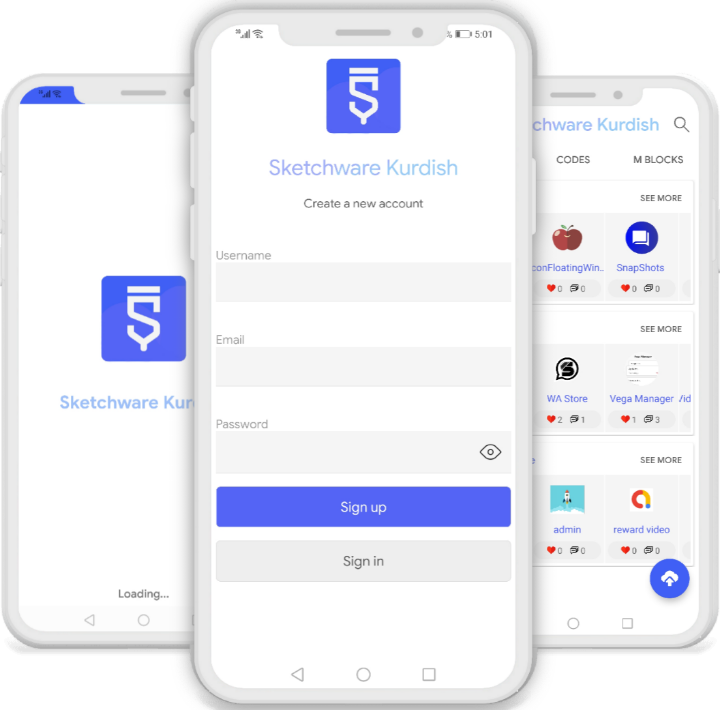 Sketchware Kur
Loading...
5:01
Sketchware Kurdish
Create a new account
Username
Email
Password
Sign up
Sign in
chware Kurdish
CODES M BLOCKS
SEE MORE
conFloatingWin.. SnapShots
0 0 0 0
SEE MORE
WA Store Vega Manager /id
2 1 1 3
e SEE MORE
admin reward video
0 0 0 0